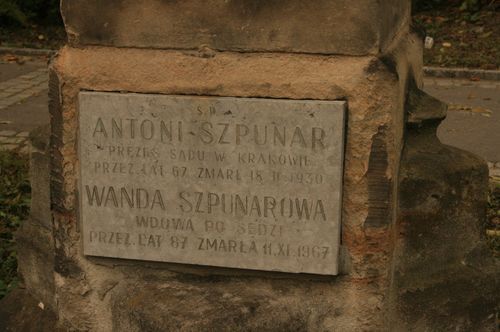 Ś.P.
ANTONI SZPUNAR
PREZES SĄDU W KRAKOWIE
PRZEŻ. LAT 67 ZMARŁ 18.II.1930
WANDA SZPUNAROWA
WDOWA PO SĘDZI
PRZEŻ. LAT 87 ZMARŁA 11.XI.1967